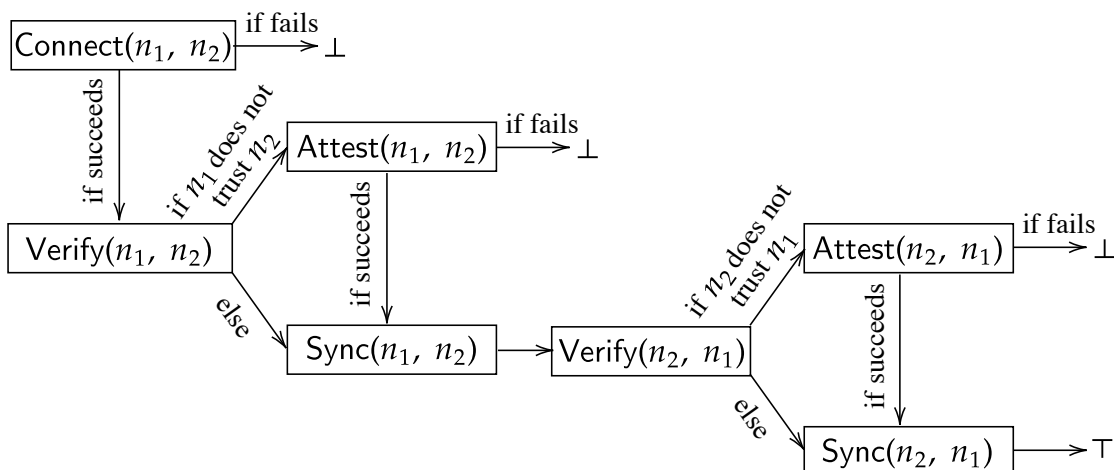 if fails
Connect(n₁, n₂)
⊥
if succeeds
if n₁ does not
trust n₂
Attest(n₁, n₂)
if fails
⊥
Verify(n₁, n₂)
if succeeds
else
Sync(n₁, n₂)
Verify(n₂, n₁)
if n₂ does not
trust n₁
Attest(n₂, n₁)
if fails
⊥
if succeeds
else
Sync(n₂, n₁)
⊤